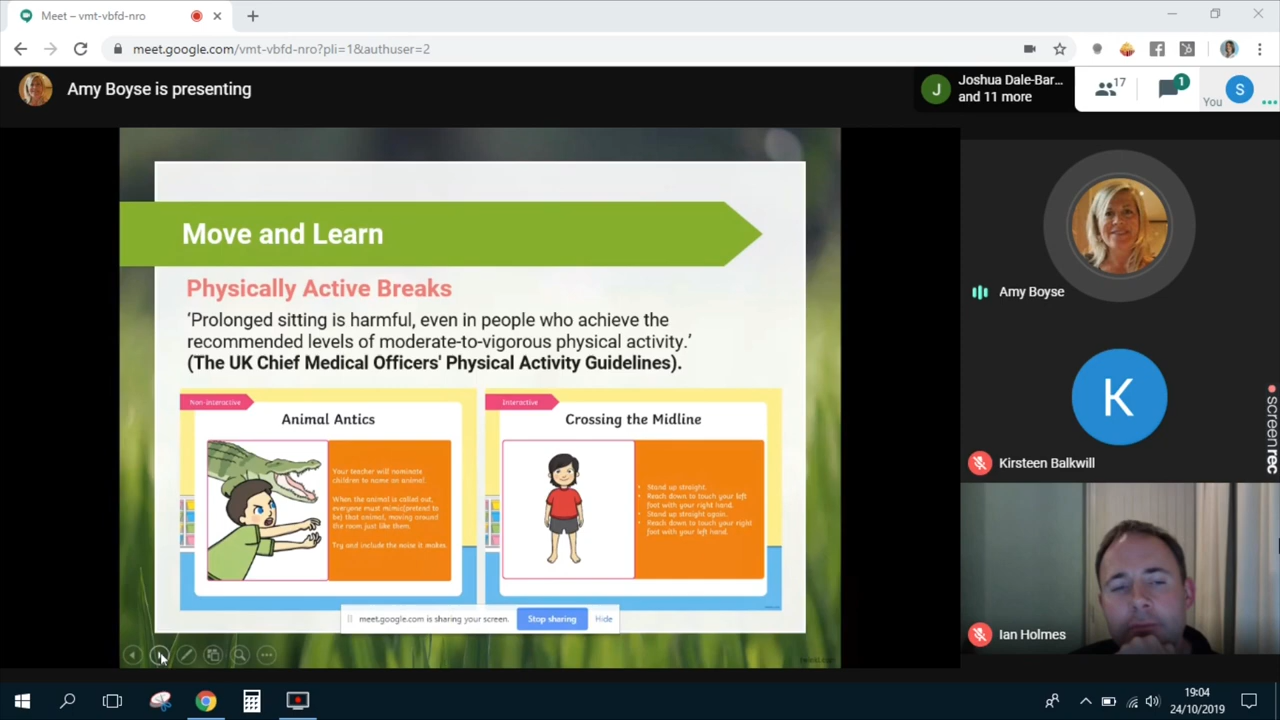 Meet – vmt-vbfd-nro
meet.google.com/vmt-vbfd-nro?pli=1&authuser=2
Amy Boyse is presenting
J
Joshua Dale-Bar...
and 11 more
17
1
You
S
Move and Learn
Physically Active Breaks
‘Prolonged sitting is harmful, even in people who achieve the
recommended levels of moderate-to-vigorous physical activity.’
(The UK Chief Medical Officers' Physical Activity Guidelines).
Non-Interactive
Animal Antics
Your teacher will nominate
children to name an animal.
When the animal is called out,
everyone must mimic(pretend to
be) that animal, moving around
the room just like them.
Try and include the noise it makes.
Interactive
Crossing the Midline
Stand up straight.
Reach down to touch your left
foot with your right hand.
Stand up straight again.
Reach down to touch your right
foot with your left hand.
meet.google.com is sharing your screen.
Stop sharing
Hide
Amy Boyse
K
Kirsteen Balkwill
Ian Holmes
screenrec
19:04
24/10/2019